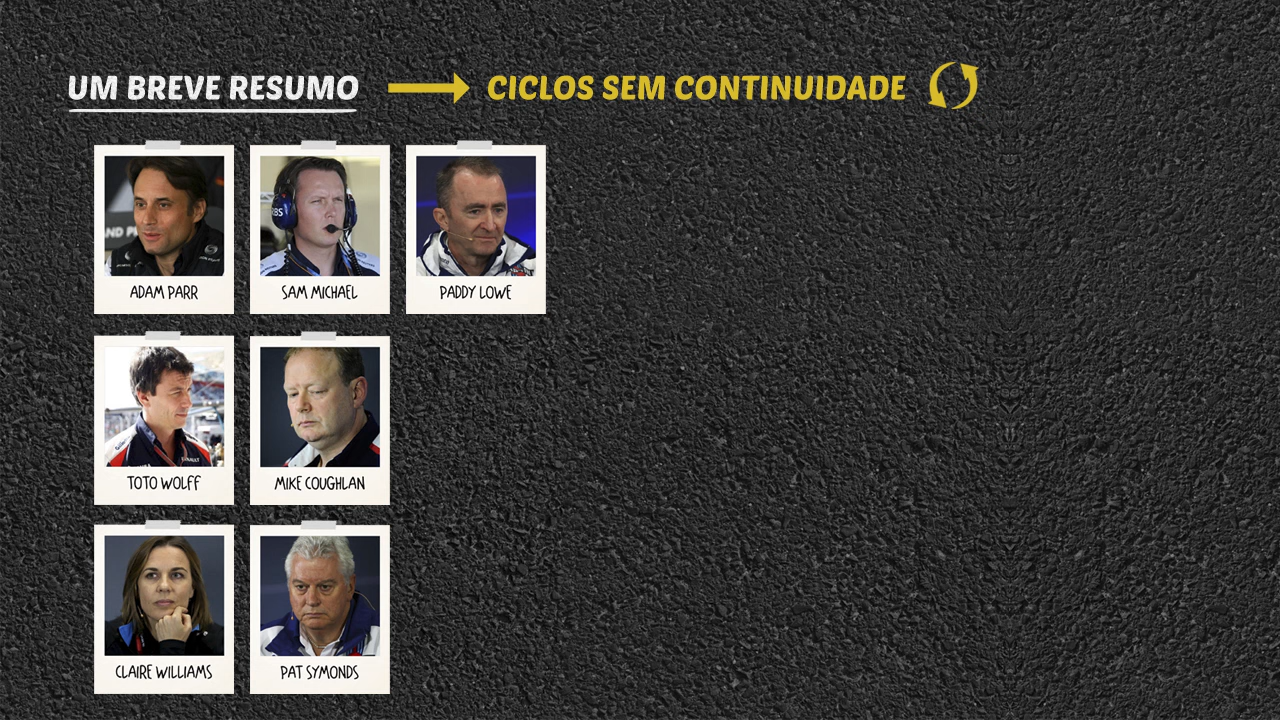 UM BREVE RESUMO
CICLOS SEM CONTINUIDADE
ADAM PARR
SAM MICHAEL
PADDY LOWE
TOTO WOLFF
MIKE COUGHLAN
CLAIRE WILLIAMS
PAT SYMONDS